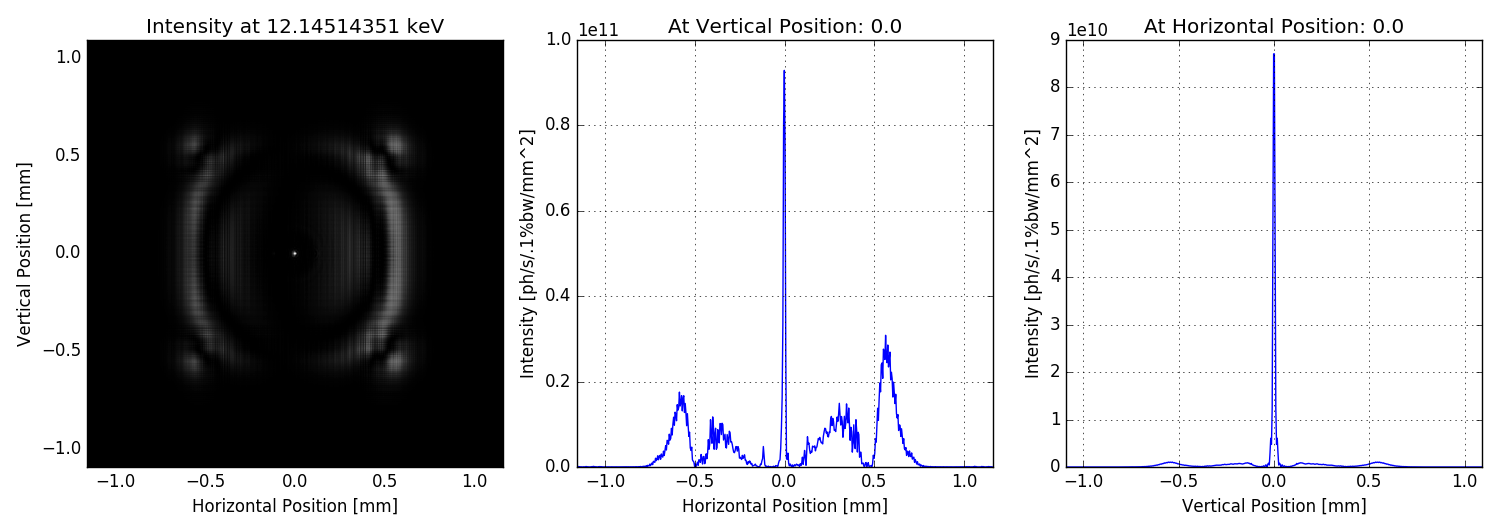 Intensity at 12.14514351 keV
1.0
0.5
0.0
−0.5
−1.0
Vertical Position [mm]
−1.0 −0.5 0.0 0.5 1.0
Horizontal Position [mm]
At Vertical Position: 0.0
1e11
1.0
0.8
0.6
0.4
0.2
0.0
Intensity [ph/s/.1%bw/mm^2]
−1.0 −0.5 0.0 0.5 1.0
Horizontal Position [mm]
At Horizontal Position: 0.0
1e10
9
8
7
6
5
4
3
2
1
0
Intensity [ph/s/.1%bw/mm^2]
−1.0 −0.5 0.0 0.5 1.0
Vertical Position [mm]